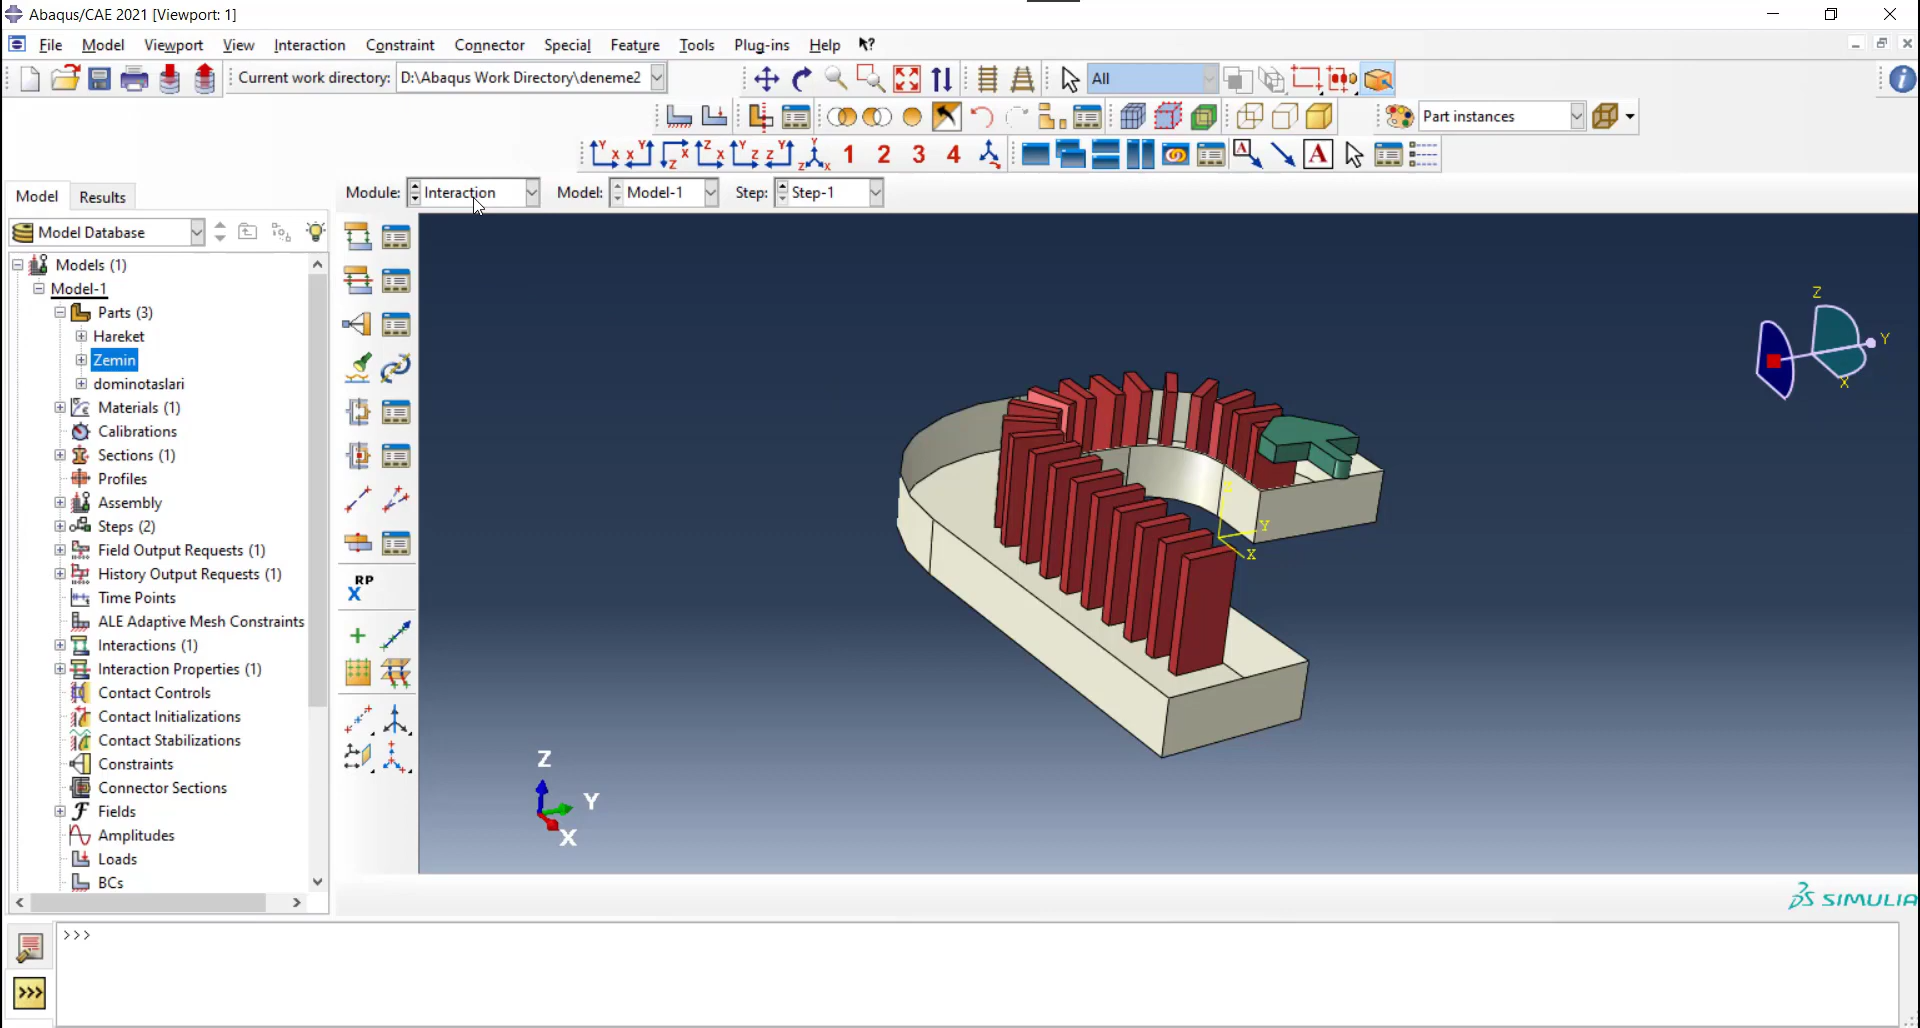 Abaqus/CAE 2021 [Viewport: 1]
File Model Viewport View Interaction Constraint Connector Special Feature Tools Plug-ins Help
Current work directory: D:\Abaqus Work Directory\deneme2
All
Part instances
1 2 3 4
A A
Model Results
Module: Interaction Model: Model-1 Step: Step-1
Model Database
Models (1)
Model-1
Parts (3)
Hareket
Zemin
dominotaslari
Materials (1)
Calibrations
Sections (1)
Profiles
Assembly
Steps (2)
Field Output Requests (1)
History Output Requests (1)
Time Points
ALE Adaptive Mesh Constraints
Interactions (1)
Interaction Properties (1)
Contact Controls
Contact Initializations
Contact Stabilizations
Constraints
Connector Sections
Fields
Amplitudes
Loads
BCs
RP
X
Z
Y
X
Y
X
Z
Y
X
SIMULIA
>>>
>>>